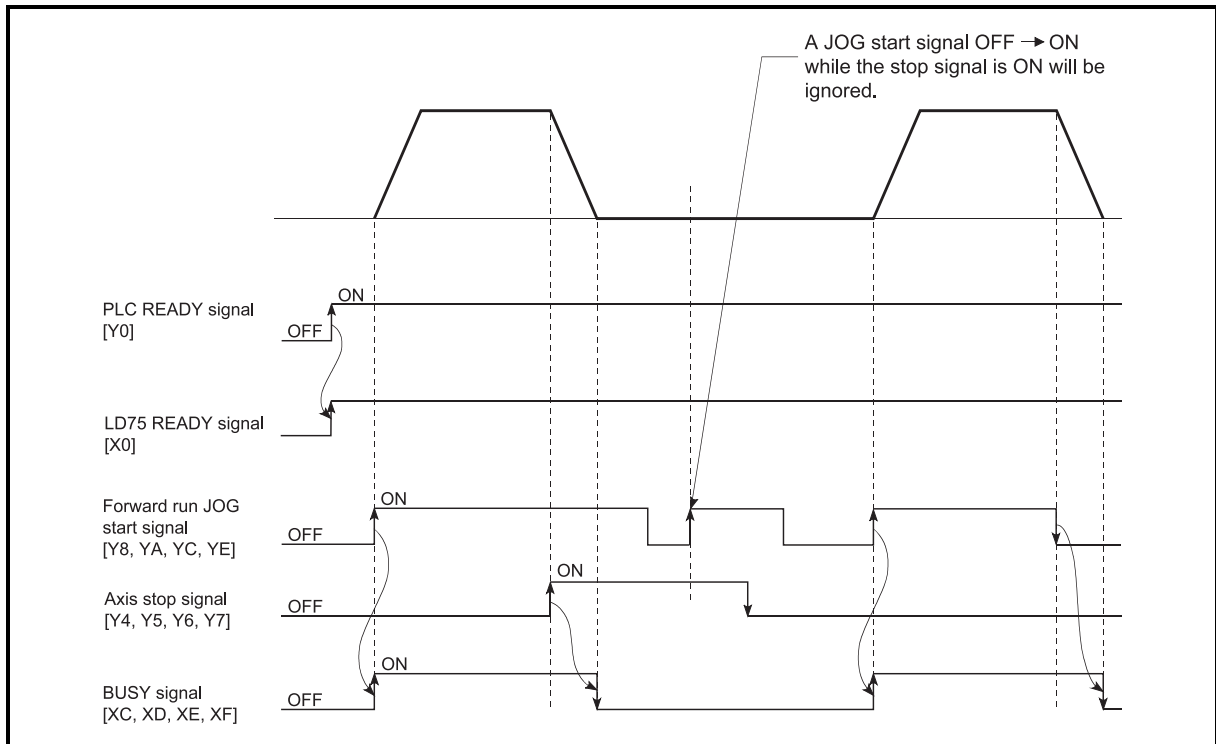 A JOG start signal OFF → ON
while the stop signal is ON will be
ignored.
PLC READY signal
[Y0]
OFF
ON
LD75 READY signal
[X0]
Forward run JOG
start signal
[Y8, YA, YC, YE]
OFF
ON
Axis stop signal
[Y4, Y5, Y6, Y7]
OFF
ON
BUSY signal
[XC, XD, XE, XF]
OFF
ON